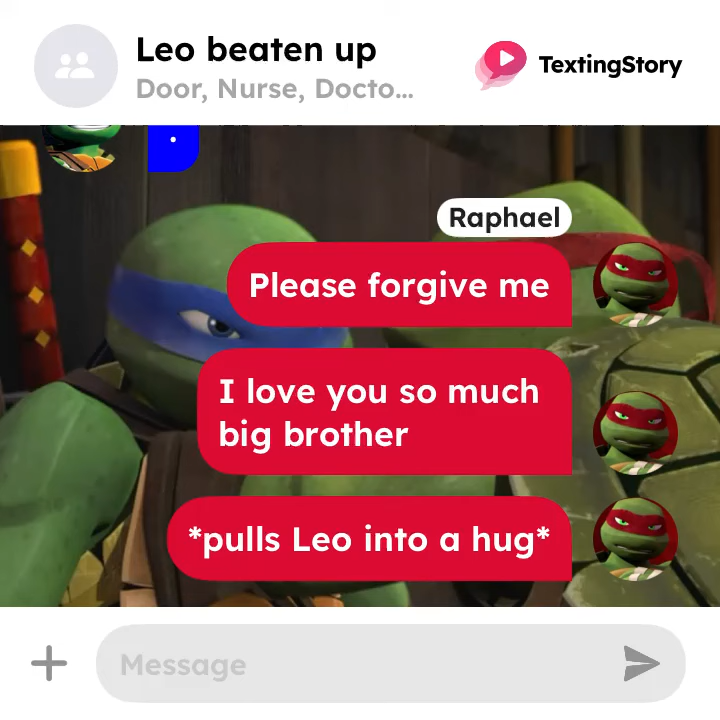 Leo beaten up
Door, Nurse, Docto...
TextingStory
.
Raphael
Please forgive me
I love you so much
big brother
*pulls Leo into a hug*
Message